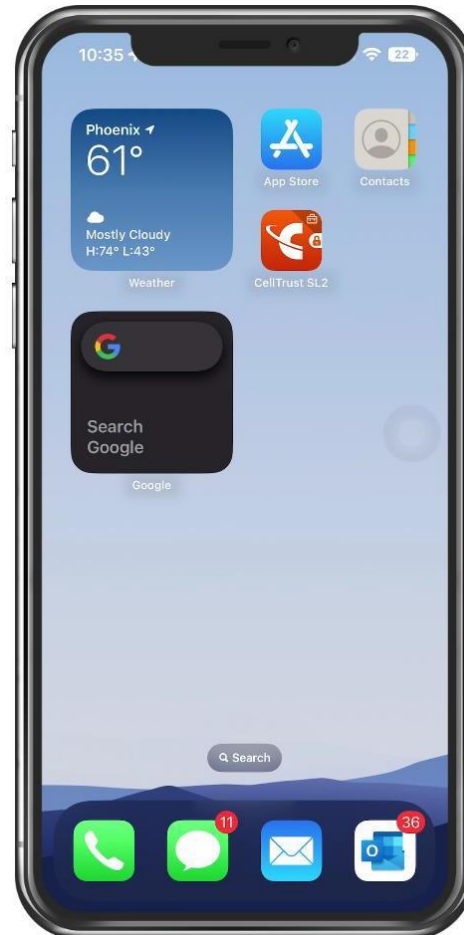 10:35
22
Phoenix
61°
Mostly Cloudy
H:74° L:43°
Weather
App Store
Contacts
CellTrust SL2
G
Search
Google
Google
Search
11
36
O